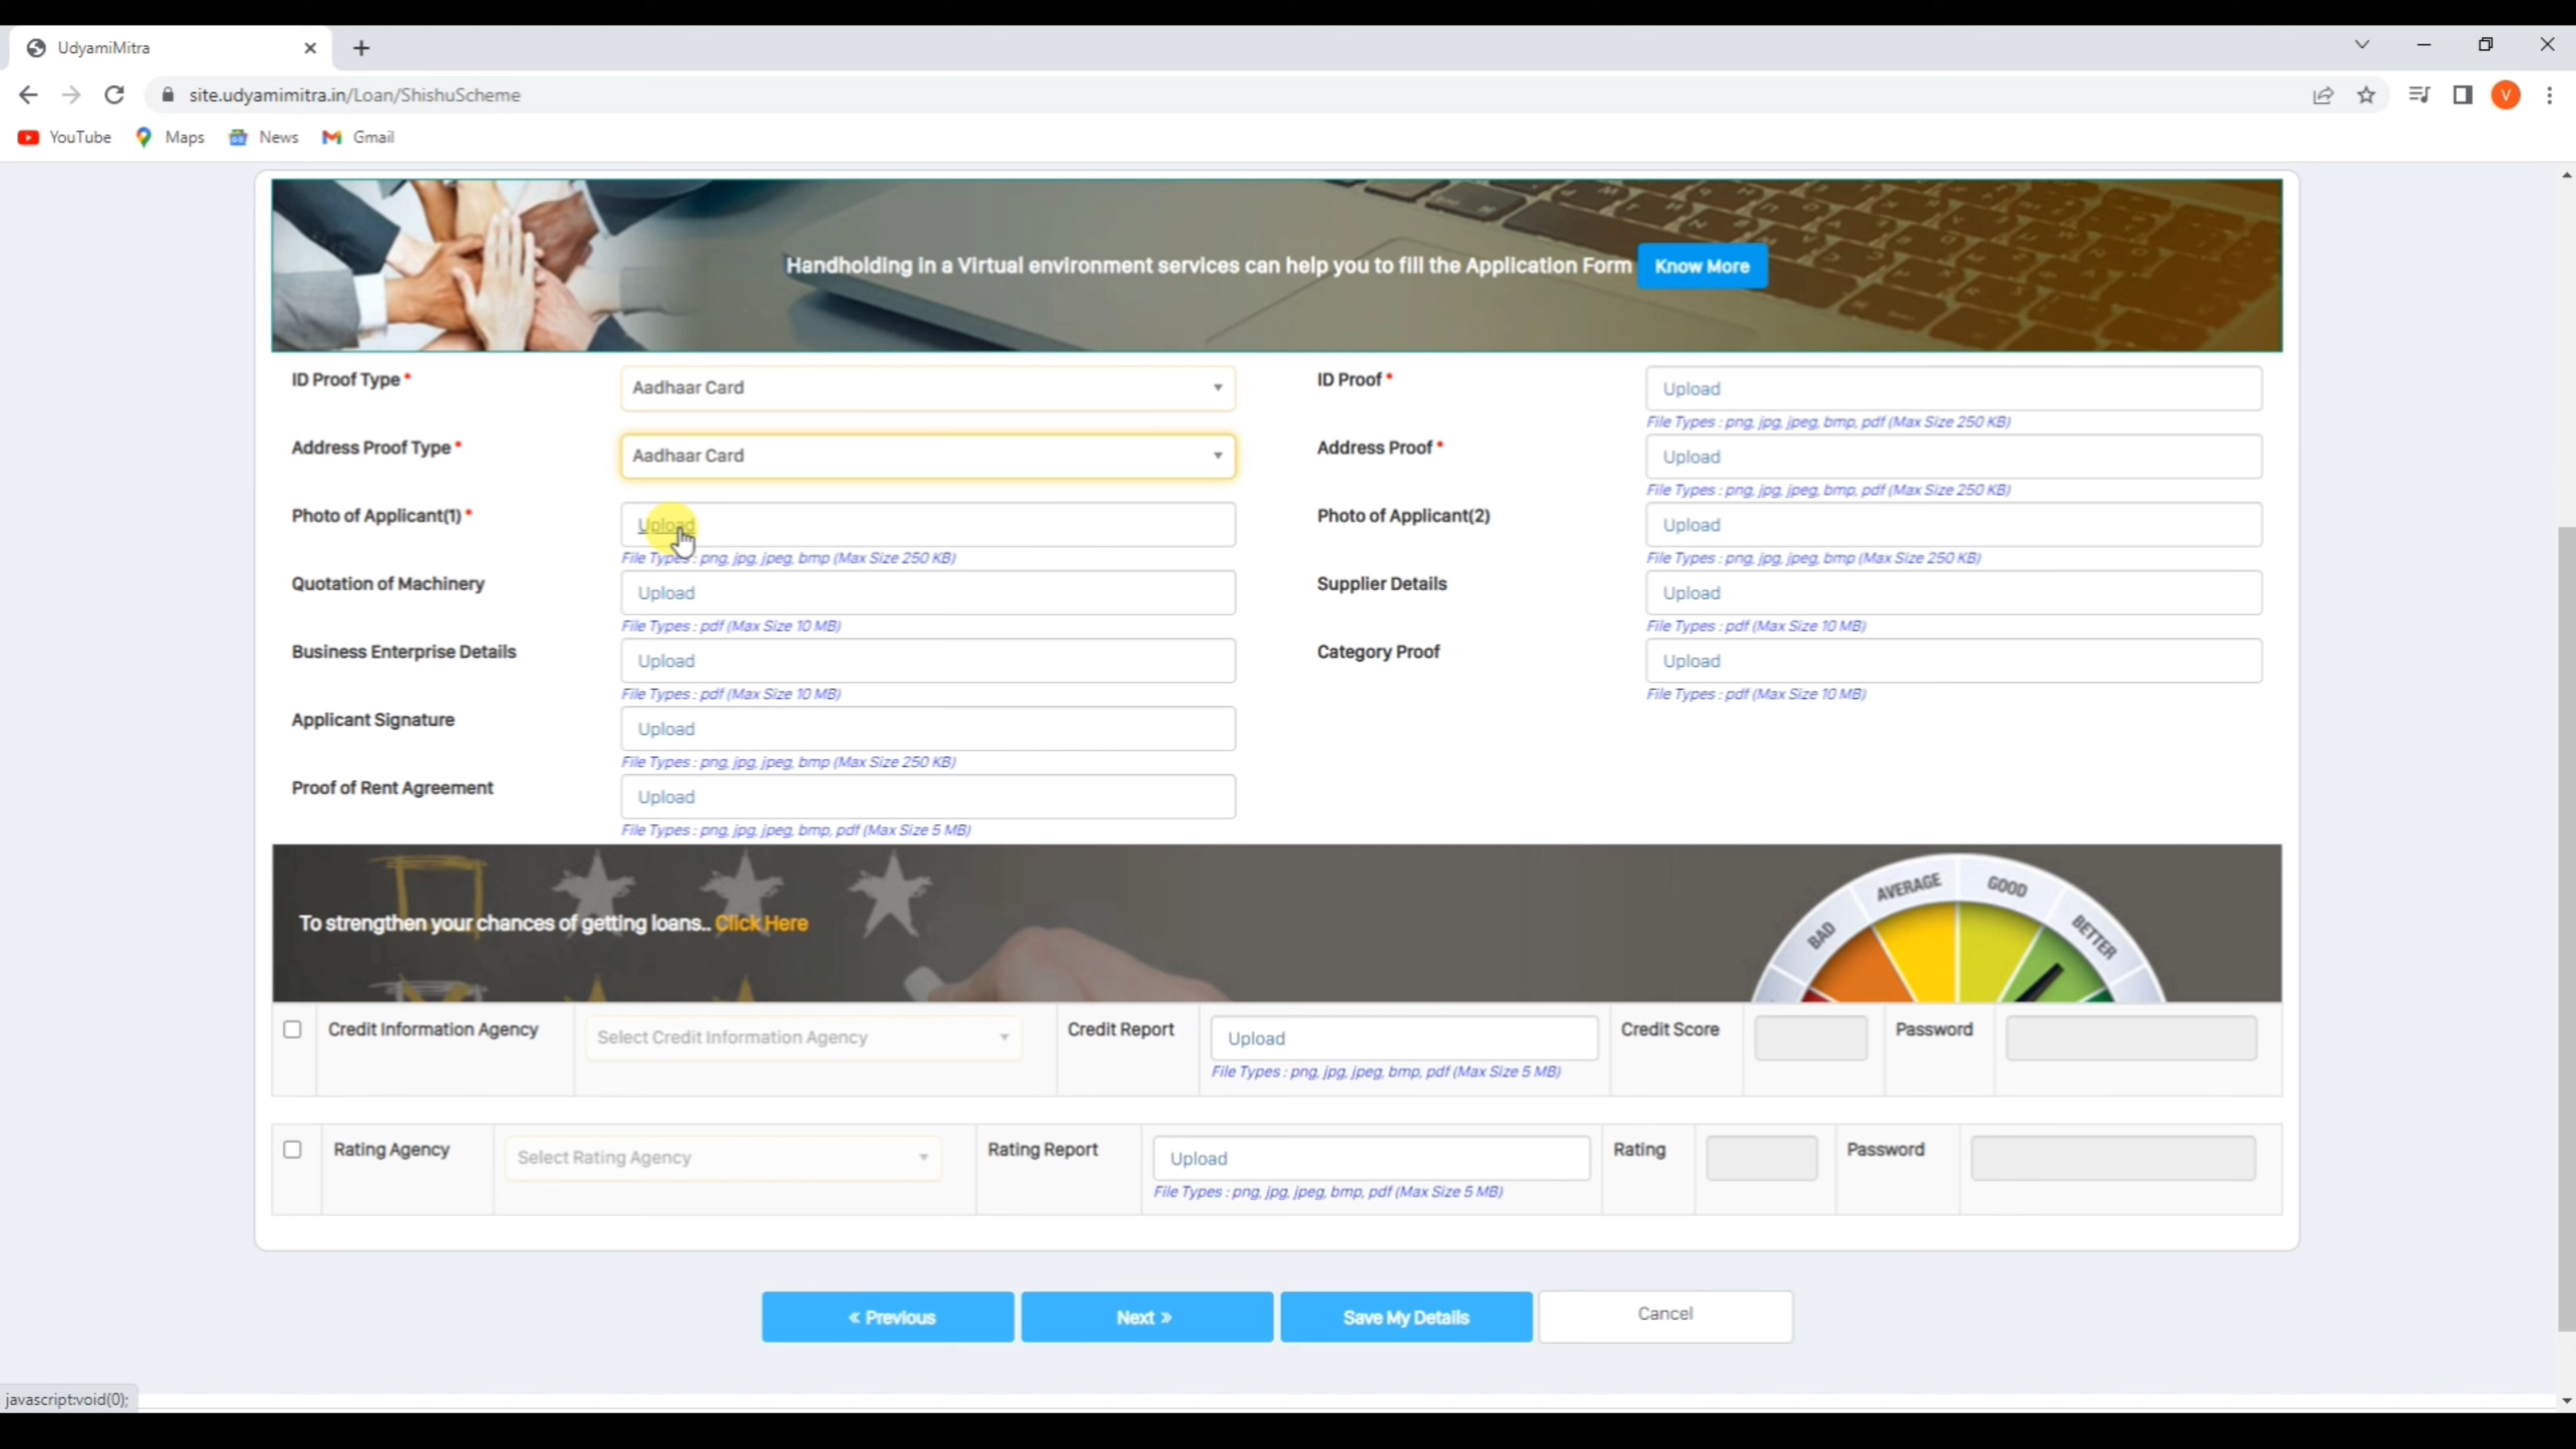 UdyamiMitra
site.udyamimitra.in/Loan/ShishuScheme
V
YouTube Maps News Gmail
Handholding in a Virtual environment services can help you to fill the Application Form Know More
ID Proof Type * Aadhaar Card ID Proof * Upload
File Types : png, jpg, jpeg, bmp, pdf (Max Size 250 KB)
Address Proof Type * Aadhaar Card Address Proof * Upload
File Types : png, jpg, jpeg, bmp, pdf (Max Size 250 KB)
Photo of Applicant(1) * Upload Photo of Applicant(2) Upload
File Types : png, jpg, jpeg, bmp (Max Size 250 KB) File Types : png, jpg, jpeg, bmp (Max Size 250 KB)
Quotation of Machinery Upload Supplier Details Upload
File Types : pdf (Max Size 10 MB) File Types : pdf (Max Size 10 MB)
Business Enterprise Details Upload Category Proof Upload
File Types : pdf (Max Size 10 MB) File Types : pdf (Max Size 10 MB)
Applicant Signature Upload
File Types : png, jpg, jpeg, bmp (Max Size 250 KB)
Proof of Rent Agreement Upload
File Types : png, jpg, jpeg, bmp, pdf (Max Size 5 MB)
To strengthen your chances of getting loans.. Click Here
BAD AVERAGE GOOD BETTER
Credit Information Agency Select Credit Information Agency Credit Report Upload Credit Score Password
File Types : png, jpg, jpeg, bmp, pdf (Max Size 5 MB)
Rating Agency Select Rating Agency Rating Report Upload Rating Password
File Types : png, jpg, jpeg, bmp, pdf (Max Size 5 MB)
« Previous Next » Save My Details Cancel
javascript:void(0);